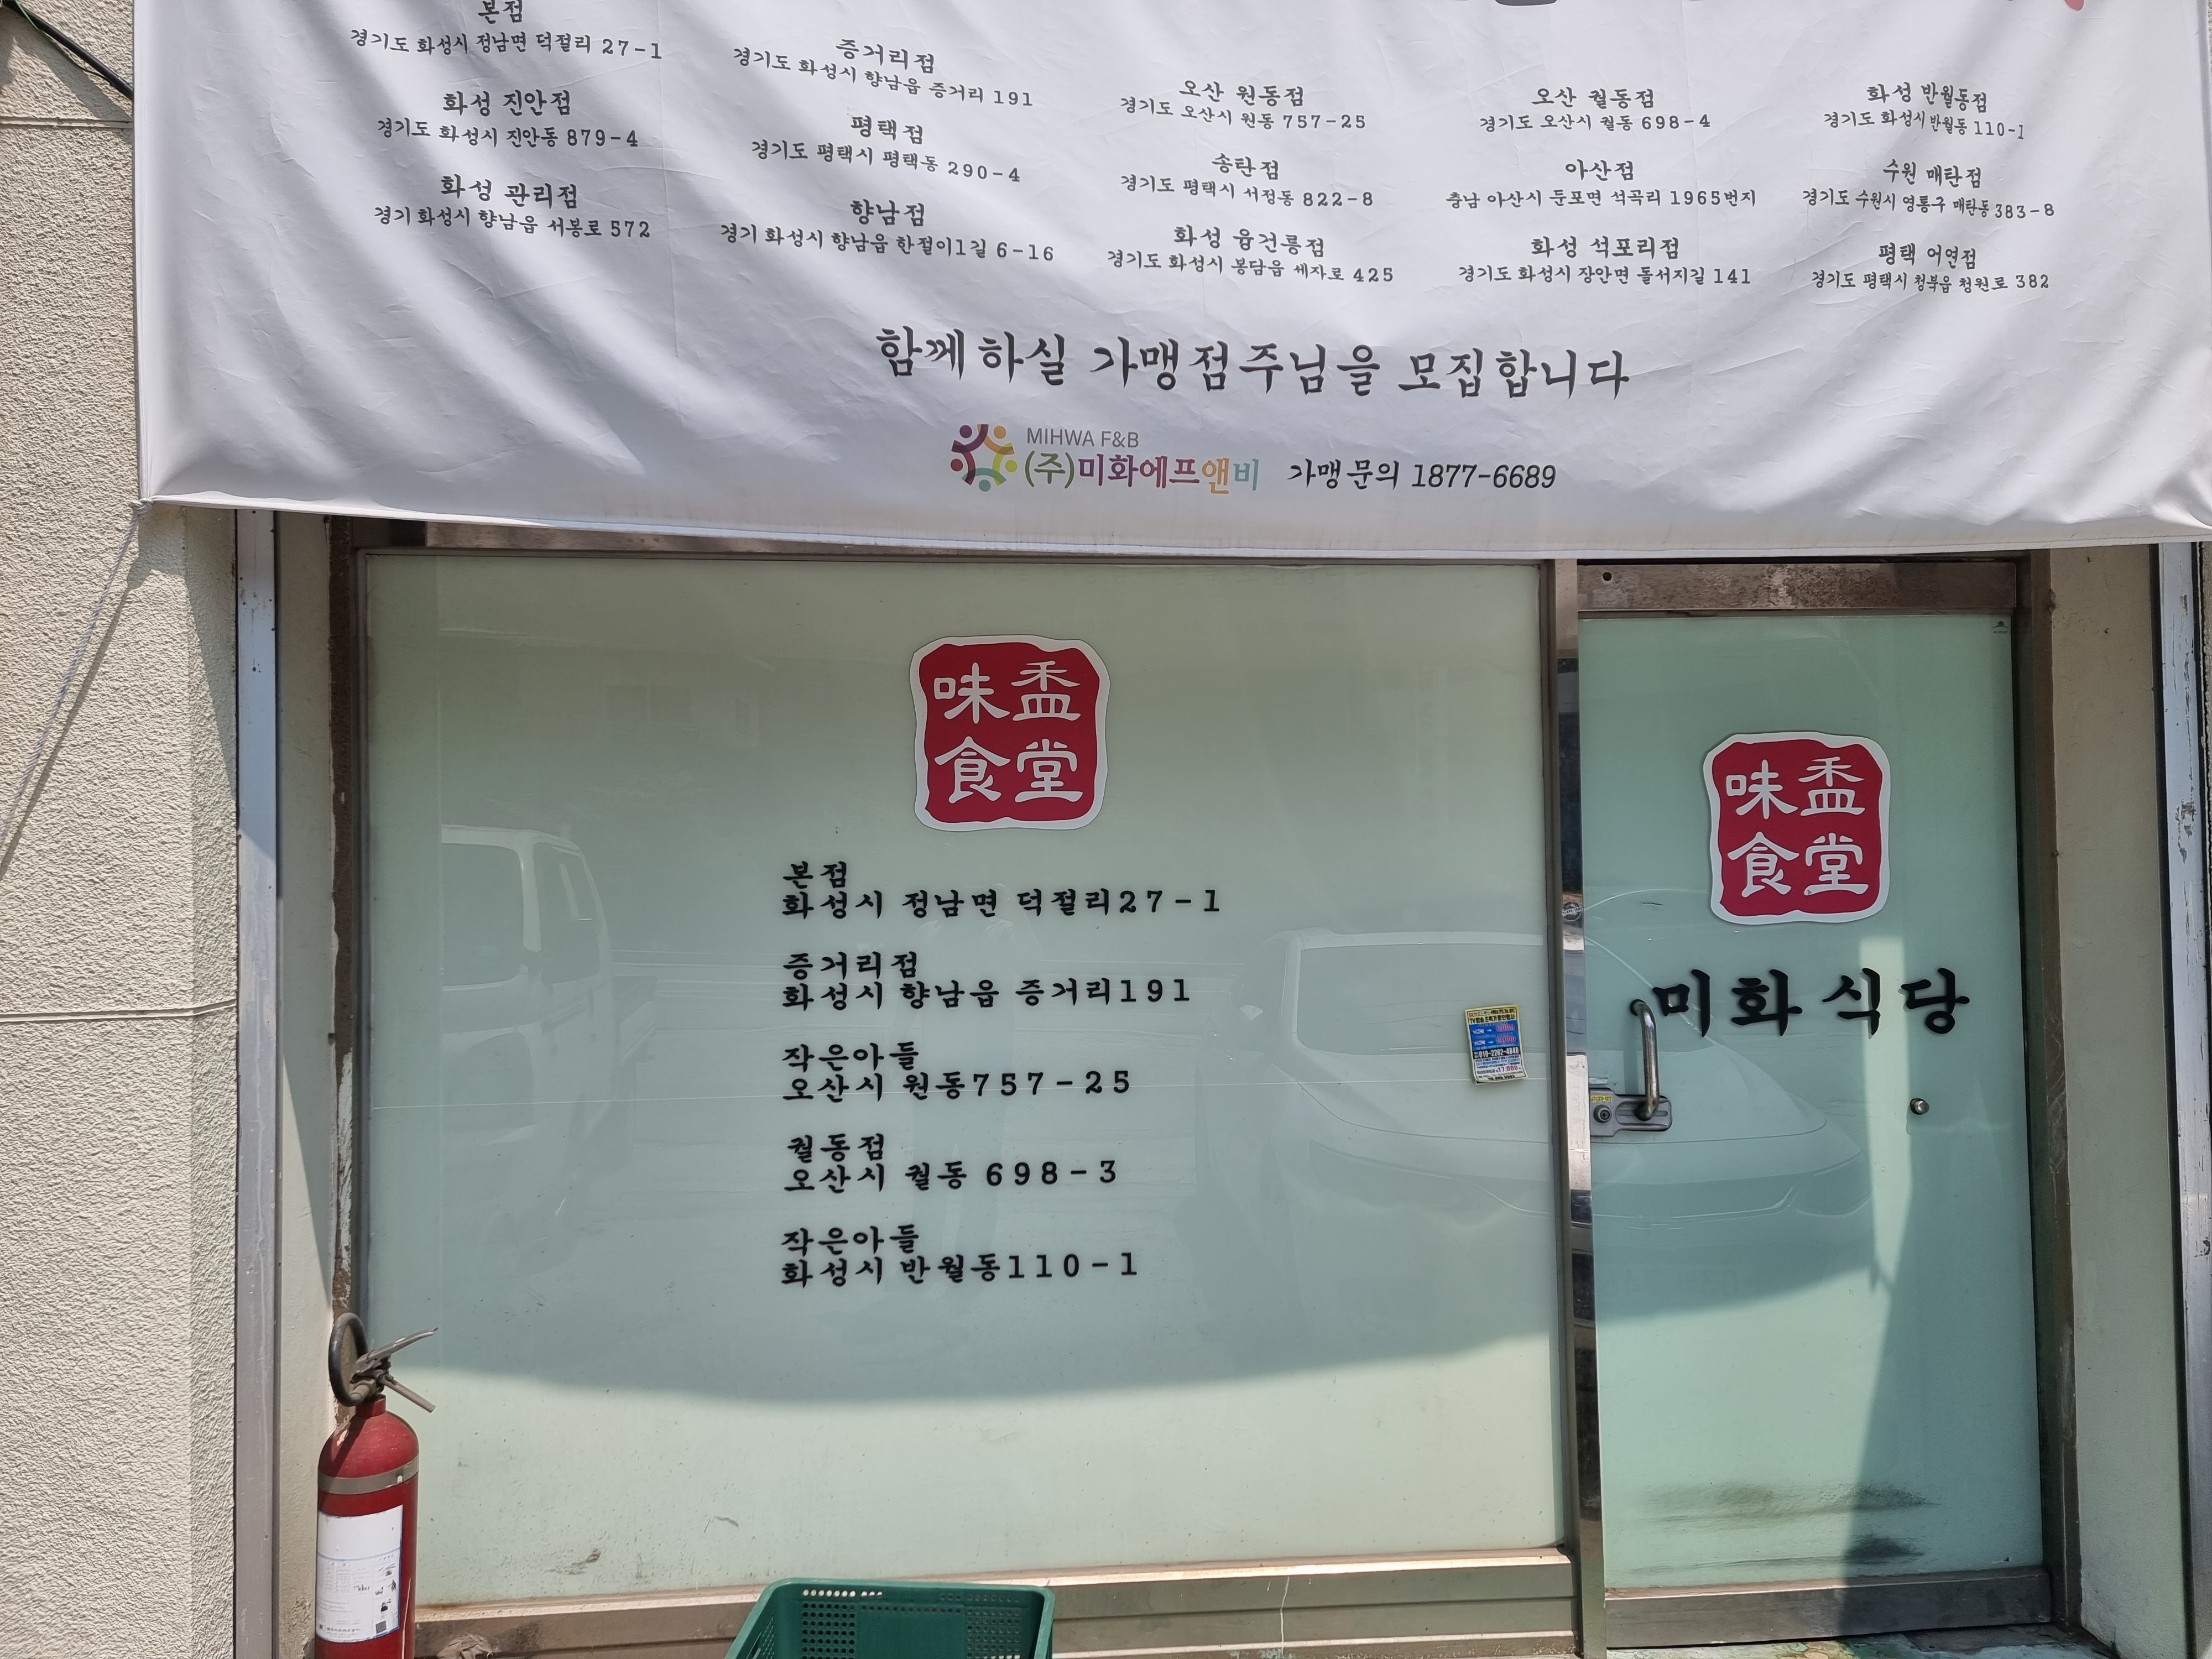 본점
경기도 화성시 정남면 덕절리 27-1
화성 진안점
경기도 화성시 진안동 879-4
화성 관리점
경기 화성시 향남읍 서봉로 572
증거리점
경기도 화성시 향남읍 증거리 191
평택점
경기도 평택시 평택동 290-4
향남점
경기 화성시 향남읍 한절이1길 6-16
오산 원동점
경기도 오산시 원동 757-25
송탄점
경기도 평택시 서정동 822-8
화성 융건릉점
경기도 화성시 봉담읍 세자로 425
오산 궐동점
경기도 오산시 궐동 698-4
아산점
충남 아산시 둔포면 석곡리 1965번지
화성 석포리점
경기도 화성시 장안면 돌서지길 141
화성 반월동점
경기도 화성시 반월동 110-1
수원 매탄점
경기도 수원시 영통구 매탄동 383-8
평택 어연점
경기도 평택시 청북읍 청원로 382
함께하실 가맹점주님을 모집합니다
MIHWA F&B
(주)미화에프앤비 가맹문의 1877-6689
味盉
食堂
본점
화성시 정남면 덕절리27-1
증거리점
화성시 향남읍 증거리191
작은아들
오산시 원동757-25
궐동점
오산시 궐동 698-3
작은아들
화성시 반월동110-1
味盉
食堂
미화 식당